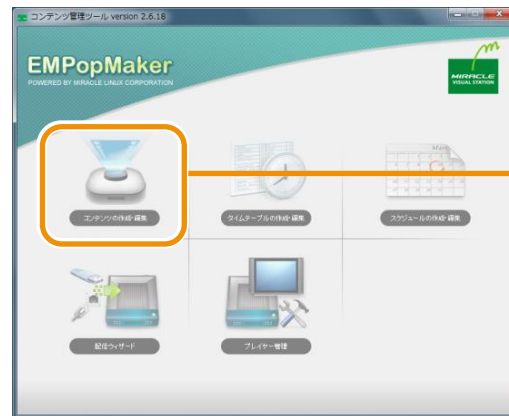 コンテンツ管理ツール version 2.6.18
EMPopMaker
POWERED BY MIRACLE LINUX CORPORATION
MIRACLE
VISUAL STATION
コンテンツの作成・編集
タイムテーブルの作成・編集
スケジュールの作成・編集
配信ウィザード
プレイヤー管理